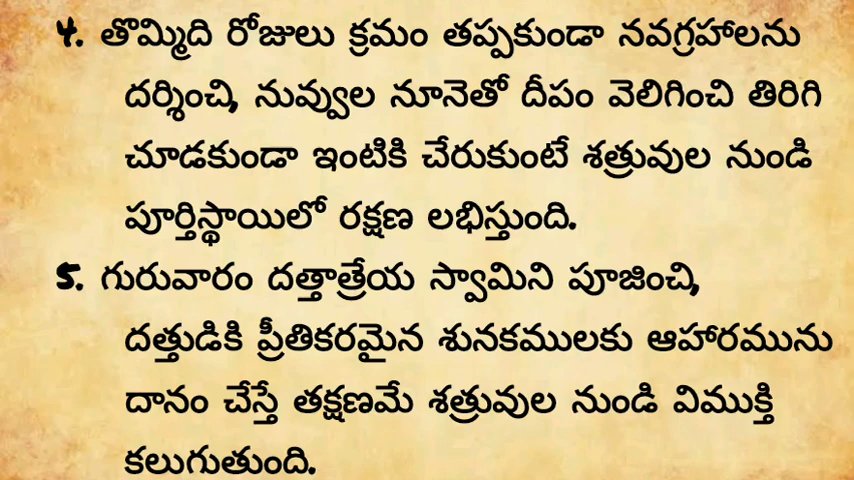 4. తొమ్మిది రోజులు క్రమం తప్పకుండా నవగ్రహాలను
దర్శించి, నువ్వుల నూనెతో దీపం వెలిగించి తిరిగి
చూడకుండా ఇంటికి చేరుకుంటే శత్రువుల నుండి
పూర్తిస్థాయిలో రక్షణ లభిస్తుంది.
5. గురువారం దత్తాత్రేయ స్వామిని పూజించి,
దత్తుడికి ప్రీతికరమైన శునకములకు ఆహారమును
దానం చేస్తే తక్షణమే శత్రువుల నుండి విముక్తి
కలుగుతుంది.